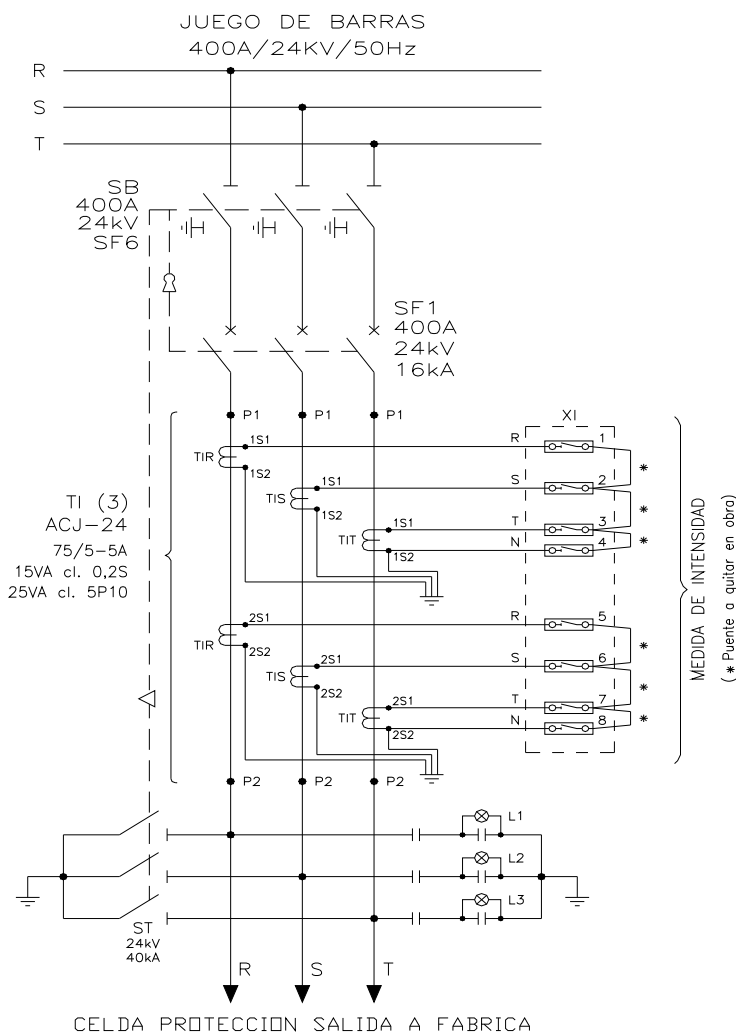 JUEGO DE BARRAS
400A/24KV/50Hz
R
S
T
SB
400A
24kV
SF6
SF1
400A
24kV
16kA
P1
P1
P1
XI
TIR
1S1
1S2
R
1
*
TIS
1S1
1S2
S
2
*
TIT
1S1
1S2
T
3
*
N
4
TI (3)
ACJ-24
75/5-5A
15VA cl. 0,2S
25VA cl. 5P10
TIR
2S1
2S2
R
5
*
TIS
2S1
2S2
S
6
*
TIT
2S1
2S2
T
7
*
N
8
MEDIDA DE INTENSIDAD
(* Puente a quitar en obra)
P2
P2
P2
L1
L2
L3
ST
24kV
40kA
R
S
T
CELDA PROTECCION SALIDA A FABRICA